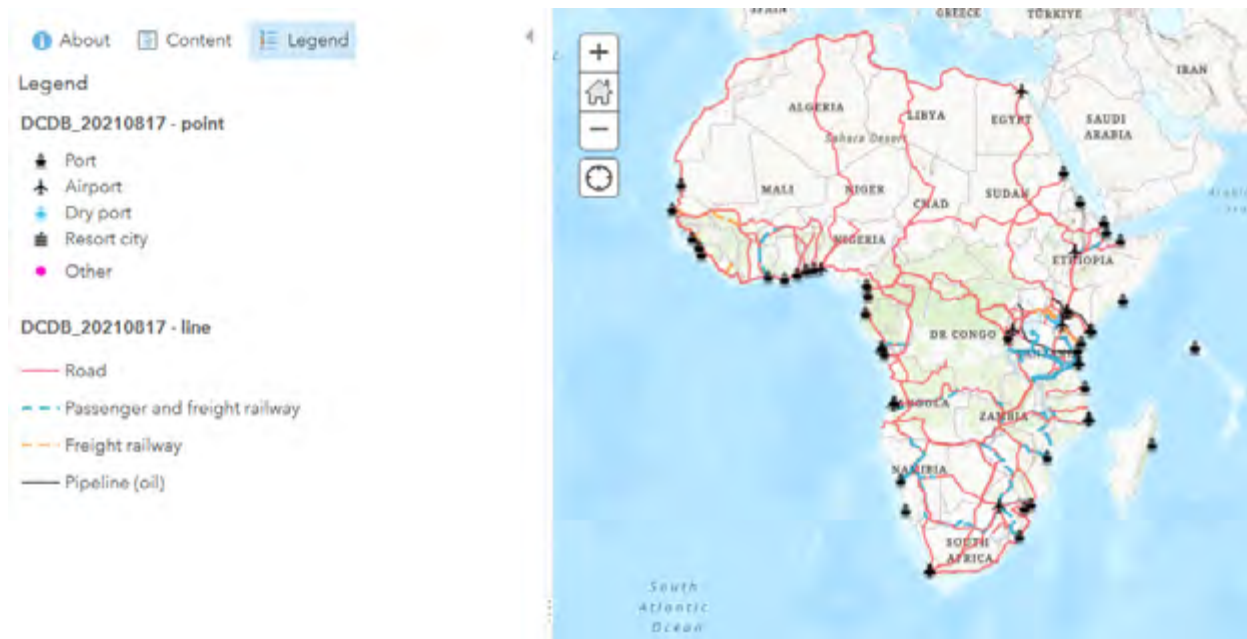 About Content Legend
Legend
DCDB_20210817 - point
Port
Airport
Dry port
Resort city
Other
DCDB_20210817 - line
Road
Passenger and freight railway
Freight railway
Pipeline (oil)
+
−
SPAIN
GREECE
TÜRKIYE
IRAN
ALGERIA
LIBYA
EGYPT
SAUDI
ARABIA
Sahara Desert
MALI
NIGER
CHAD
SUDAN
NIGERIA
ETHIOPIA
DR CONGO
ANGOLA
ZAMBIA
NAMIBIA
SOUTH
AFRICA
South
Atlantic
Ocean